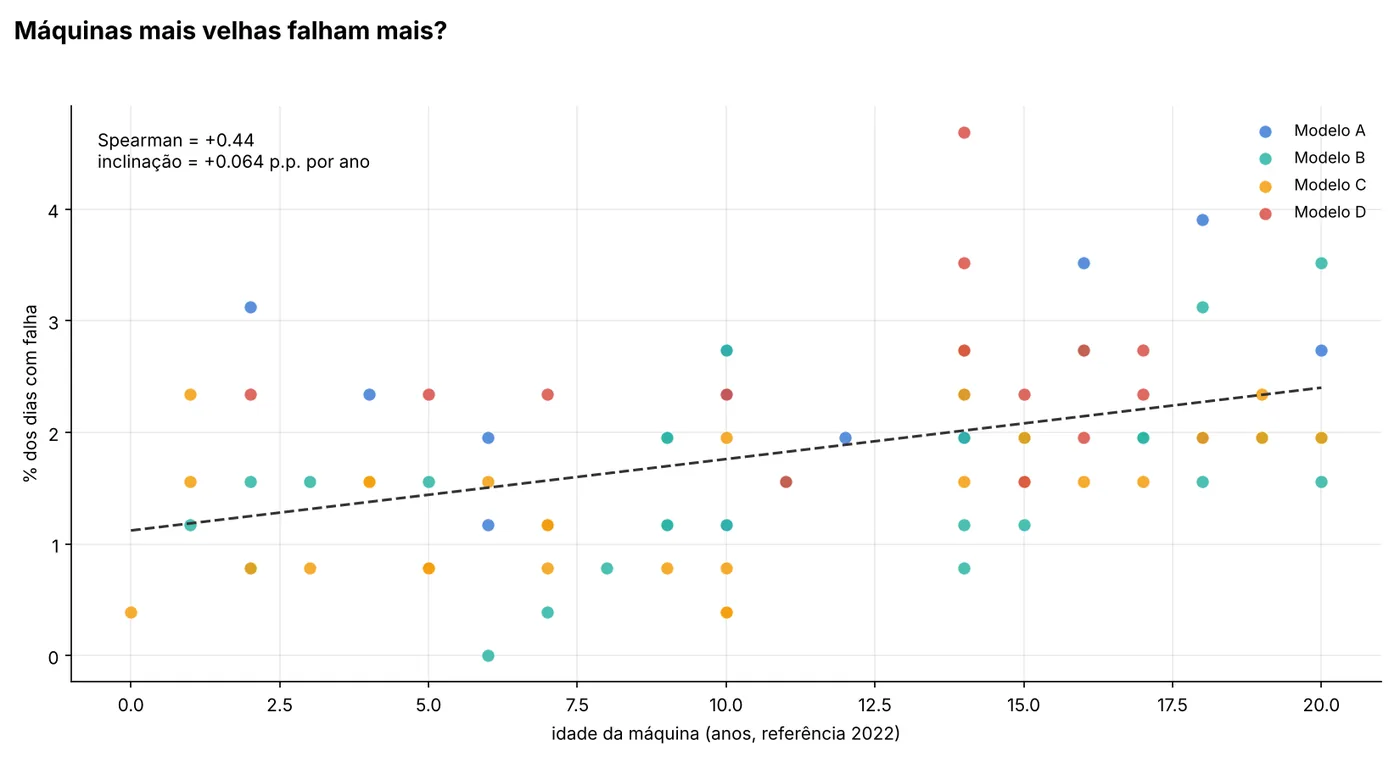 Máquinas mais velhas falham mais?
Spearman = +0.44
inclinação = +0.064 p.p. por ano
Modelo A
Modelo B
Modelo C
Modelo D
% dos dias com falha
4
3
2
1
0
0.0 2.5 5.0 7.5 10.0 12.5 15.0 17.5 20.0
idade da máquina (anos, referência 2022)